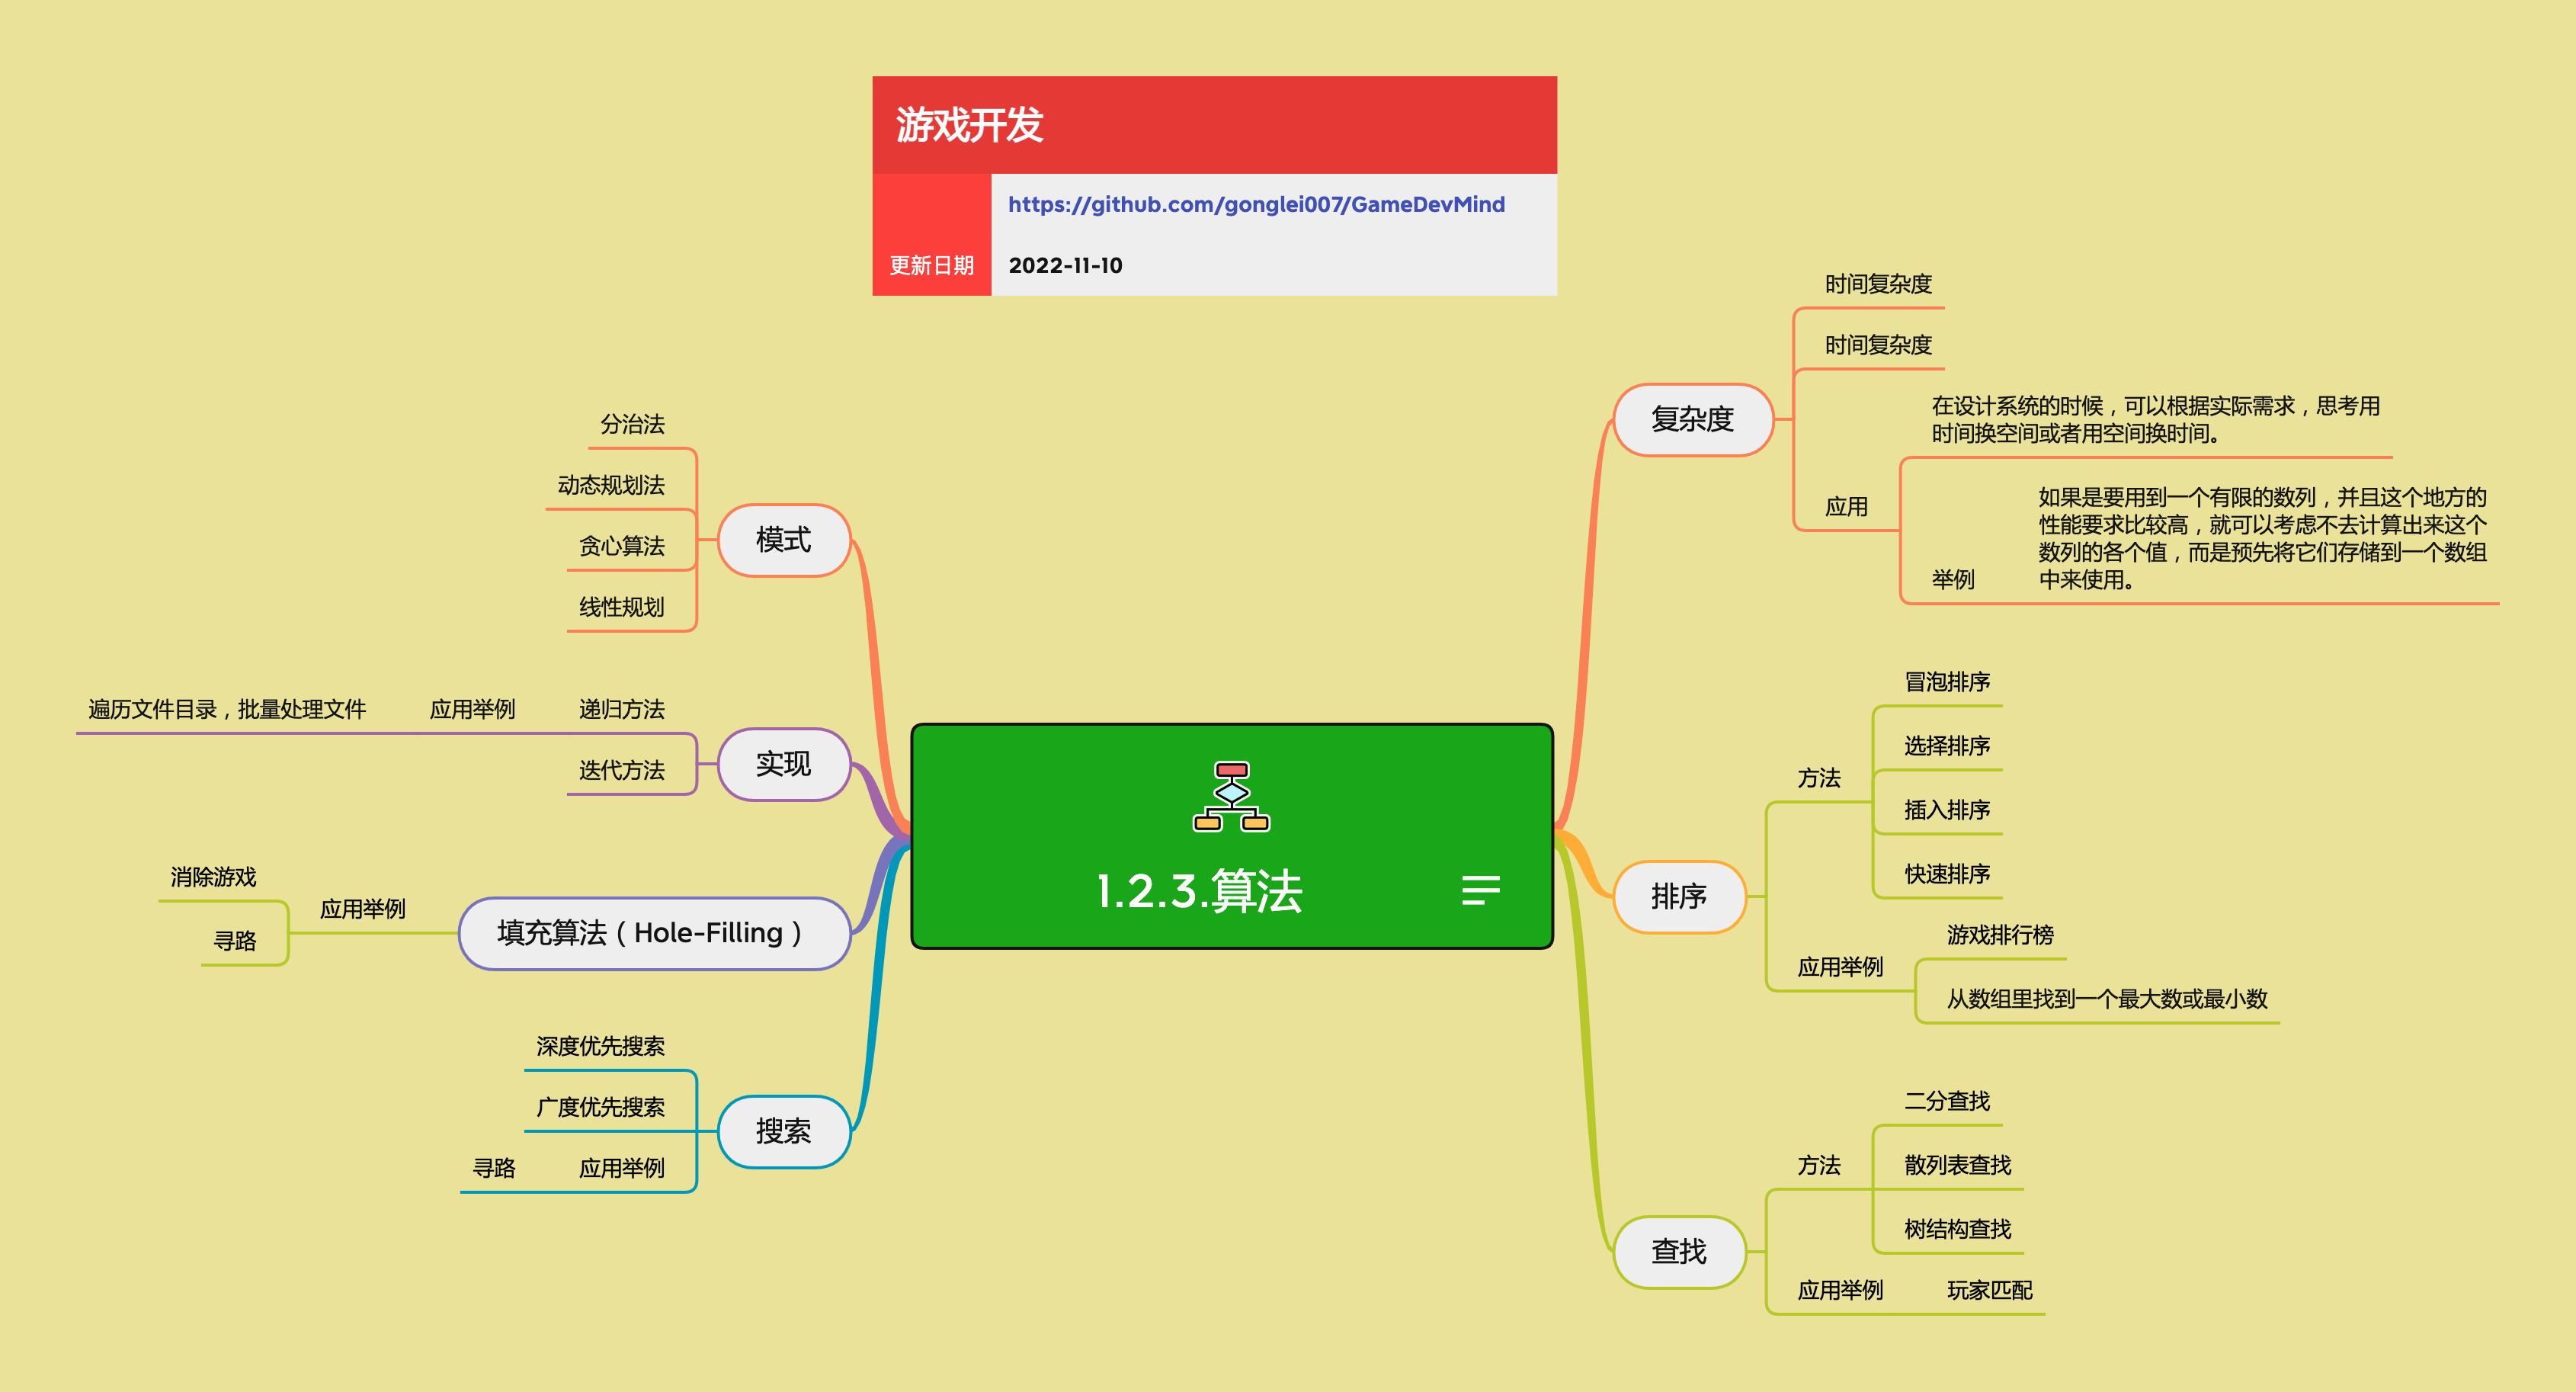 游戏开发
https://github.com/gonglei007/GameDevMind
更新日期
2022-11-10
1.2.3.算法
复杂度
时间复杂度
时间复杂度
应用
在设计系统的时候，可以根据实际需求，思考用
时间换空间或者用空间换时间。
举例
如果是要用到一个有限的数列，并且这个地方的
性能要求比较高，就可以考虑不去计算出来这个
数列的各个值，而是预先将它们存储到一个数组
中来使用。
排序
方法
冒泡排序
选择排序
插入排序
快速排序
应用举例
游戏排行榜
从数组里找到一个最大数或最小数
查找
方法
二分查找
散列表查找
树结构查找
应用举例
玩家匹配
模式
分治法
动态规划法
贪心算法
线性规划
实现
递归方法
应用举例
遍历文件目录，批量处理文件
迭代方法
填充算法（Hole-Filling）
应用举例
消除游戏
寻路
搜索
深度优先搜索
广度优先搜索
应用举例
寻路